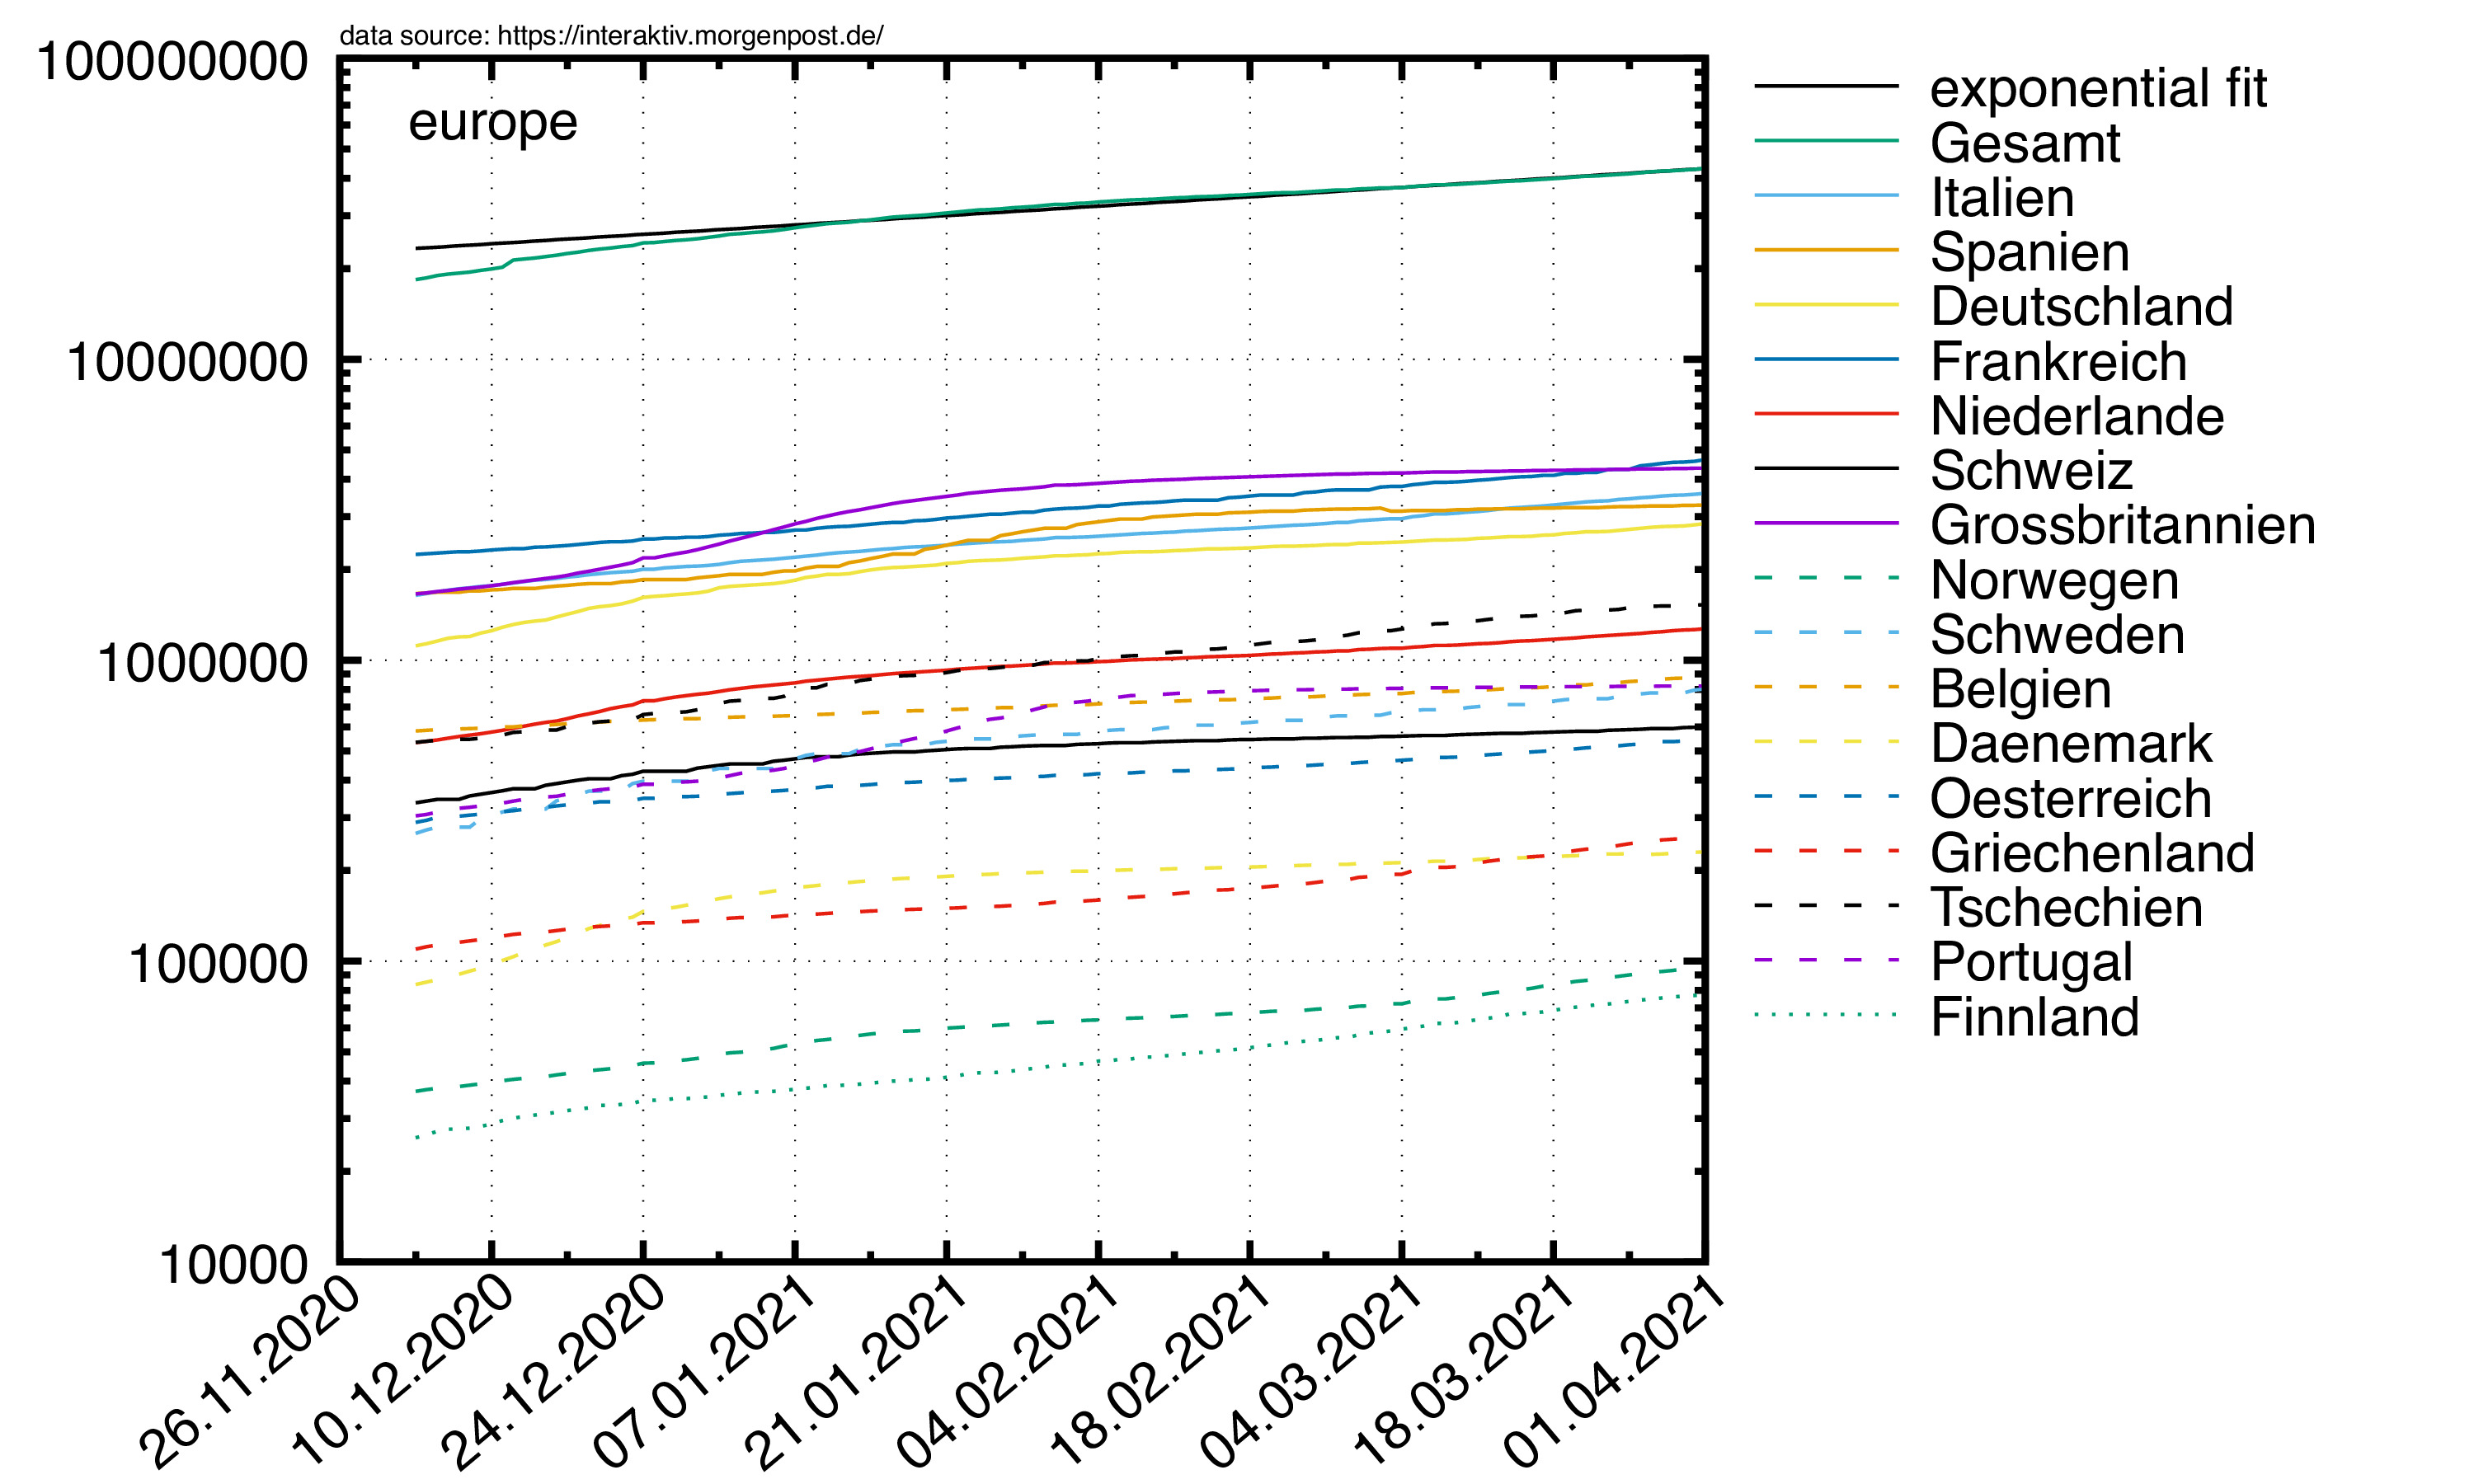 data source: https://interaktiv.morgenpost.de/
europe
100000000
10000000
1000000
100000
10000
26.11.2020
10.12.2020
24.12.2020
07.01.2021
21.01.2021
04.02.2021
18.02.2021
04.03.2021
18.03.2021
01.04.2021
exponential fit
Gesamt
Italien
Spanien
Deutschland
Frankreich
Niederlande
Schweiz
Grossbritannien
Norwegen
Schweden
Belgien
Daenemark
Oesterreich
Griechenland
Tschechien
Portugal
Finnland